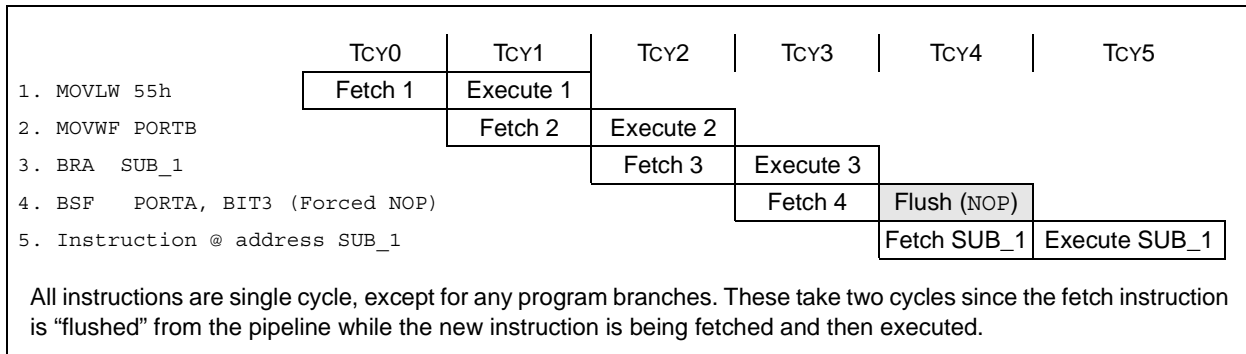 TCY0 TCY1 TCY2 TCY3 TCY4 TCY5
1. MOVLW 55h Fetch 1 Execute 1
2. MOVWF PORTB Fetch 2 Execute 2
3. BRA SUB_1 Fetch 3 Execute 3
4. BSF PORTA, BIT3 (Forced NOP) Fetch 4 Flush (NOP)
5. Instruction @ address SUB_1 Fetch SUB_1 Execute SUB_1
All instructions are single cycle, except for any program branches. These take two cycles since the fetch instruction
is “flushed” from the pipeline while the new instruction is being fetched and then executed.